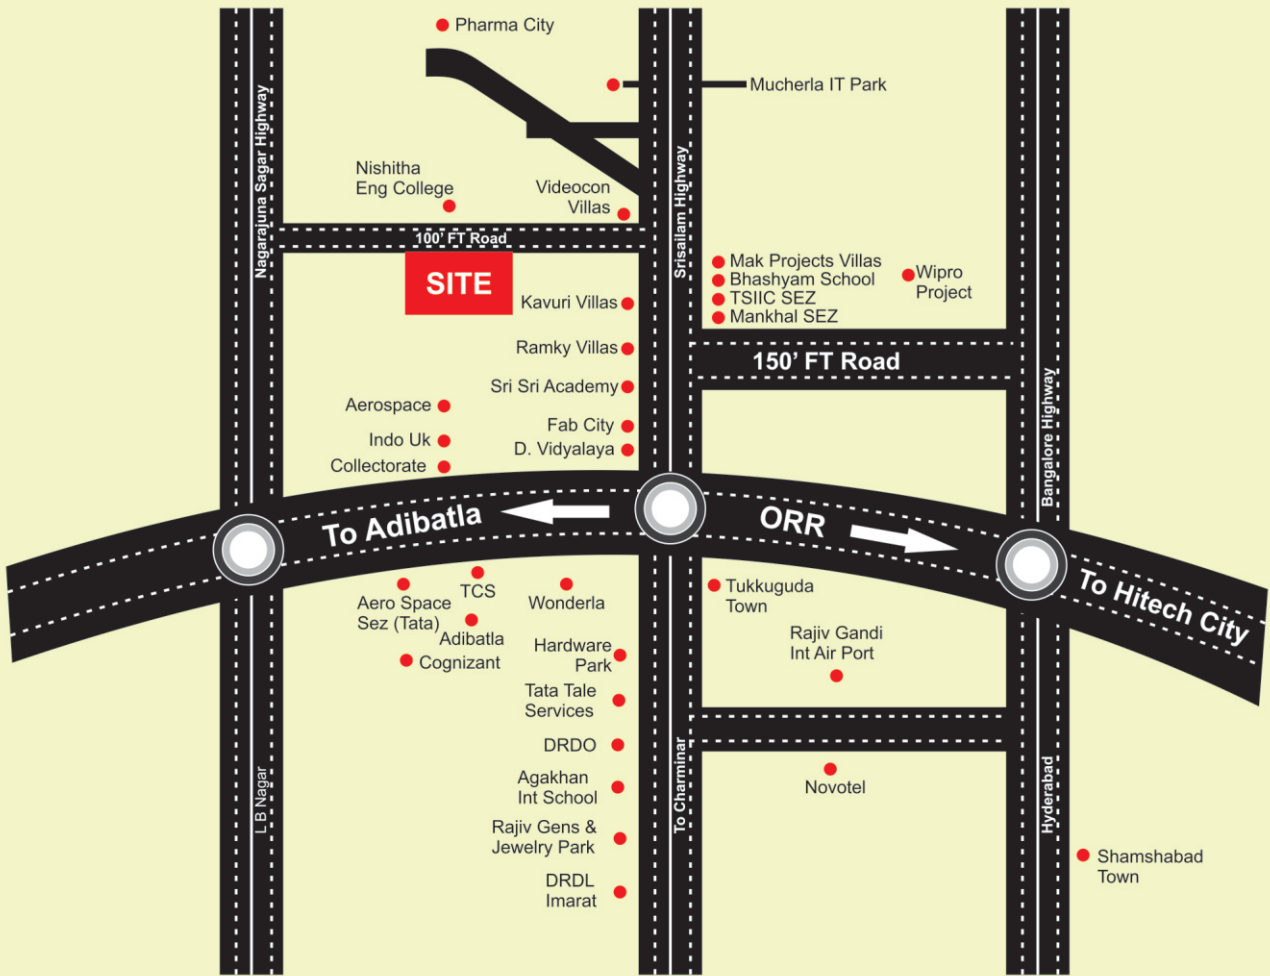 Pharma City
Mucherla IT Park
Nagarajuna Sagar Highway
Srisailam Highway
Nishitha
Eng College
Videocon
Villas
100' FT Road
SITE
Mak Projects Villas
Bhashyam School
TSIIC SEZ
Mankhal SEZ
Wipro
Project
Kavuri Villas
Ramky Villas
150' FT Road
Sri Sri Academy
Aerospace
Fab City
Indo Uk
D. Vidyalaya
Collectorate
Bangalore Highway
To Adibatla
ORR
To Hitech City
TCS
Aero Space
Sez (Tata)
Wonderla
Tukkuguda
Town
Adibatla
Cognizant
Hardware
Park
Rajiv Gandi
Int Air Port
Tata Tale
Services
DRDO
Novotel
Agakhan
Int School
L B Nagar
To Charminar
Hyderabad
Rajiv Gens &
Jewelry Park
Shamshabad
Town
DRDL
Imarat